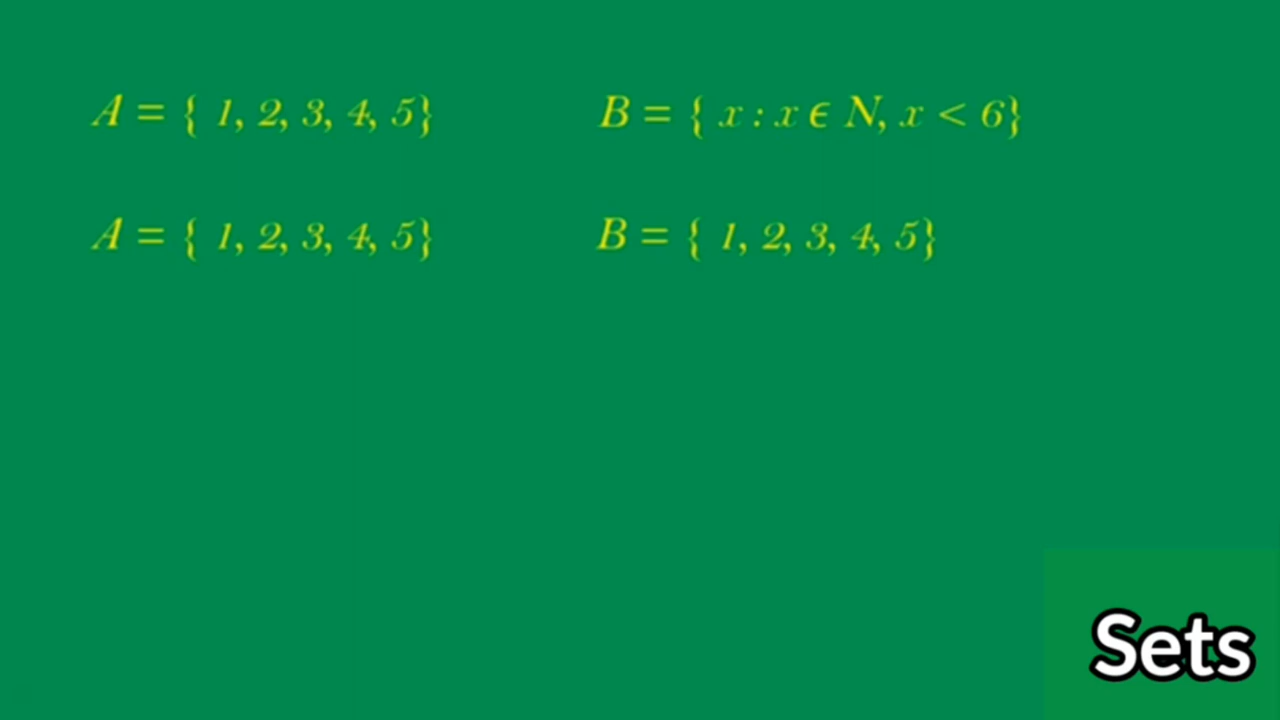 A = { 1, 2, 3, 4, 5} B = { x : x ϵ N, x < 6}
A = { 1, 2, 3, 4, 5} B = { 1, 2, 3, 4, 5}
Sets